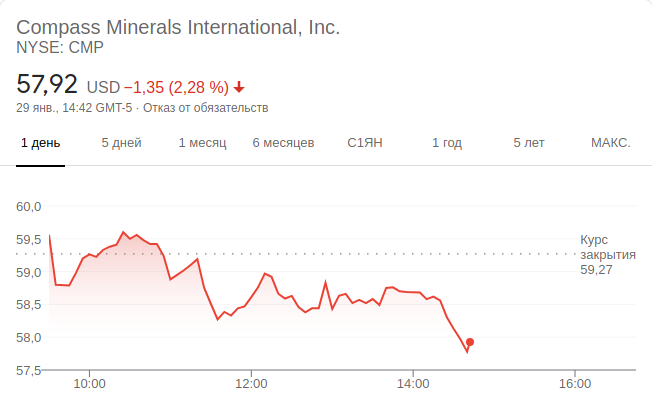 Compass Minerals International, Inc.
NYSE: CMP
57,92 USD −1,35 (2,28 %)
29 янв., 14:42 GMT-5 · Отказ от обязательств
1 день 5 дней 1 месяц 6 месяцев С1ЯН 1 год 5 лет МАКС.
60,0
59,5
59,0
58,5
58,0
57,5
Курс
закрытия
59,27
10:00 12:00 14:00 16:00